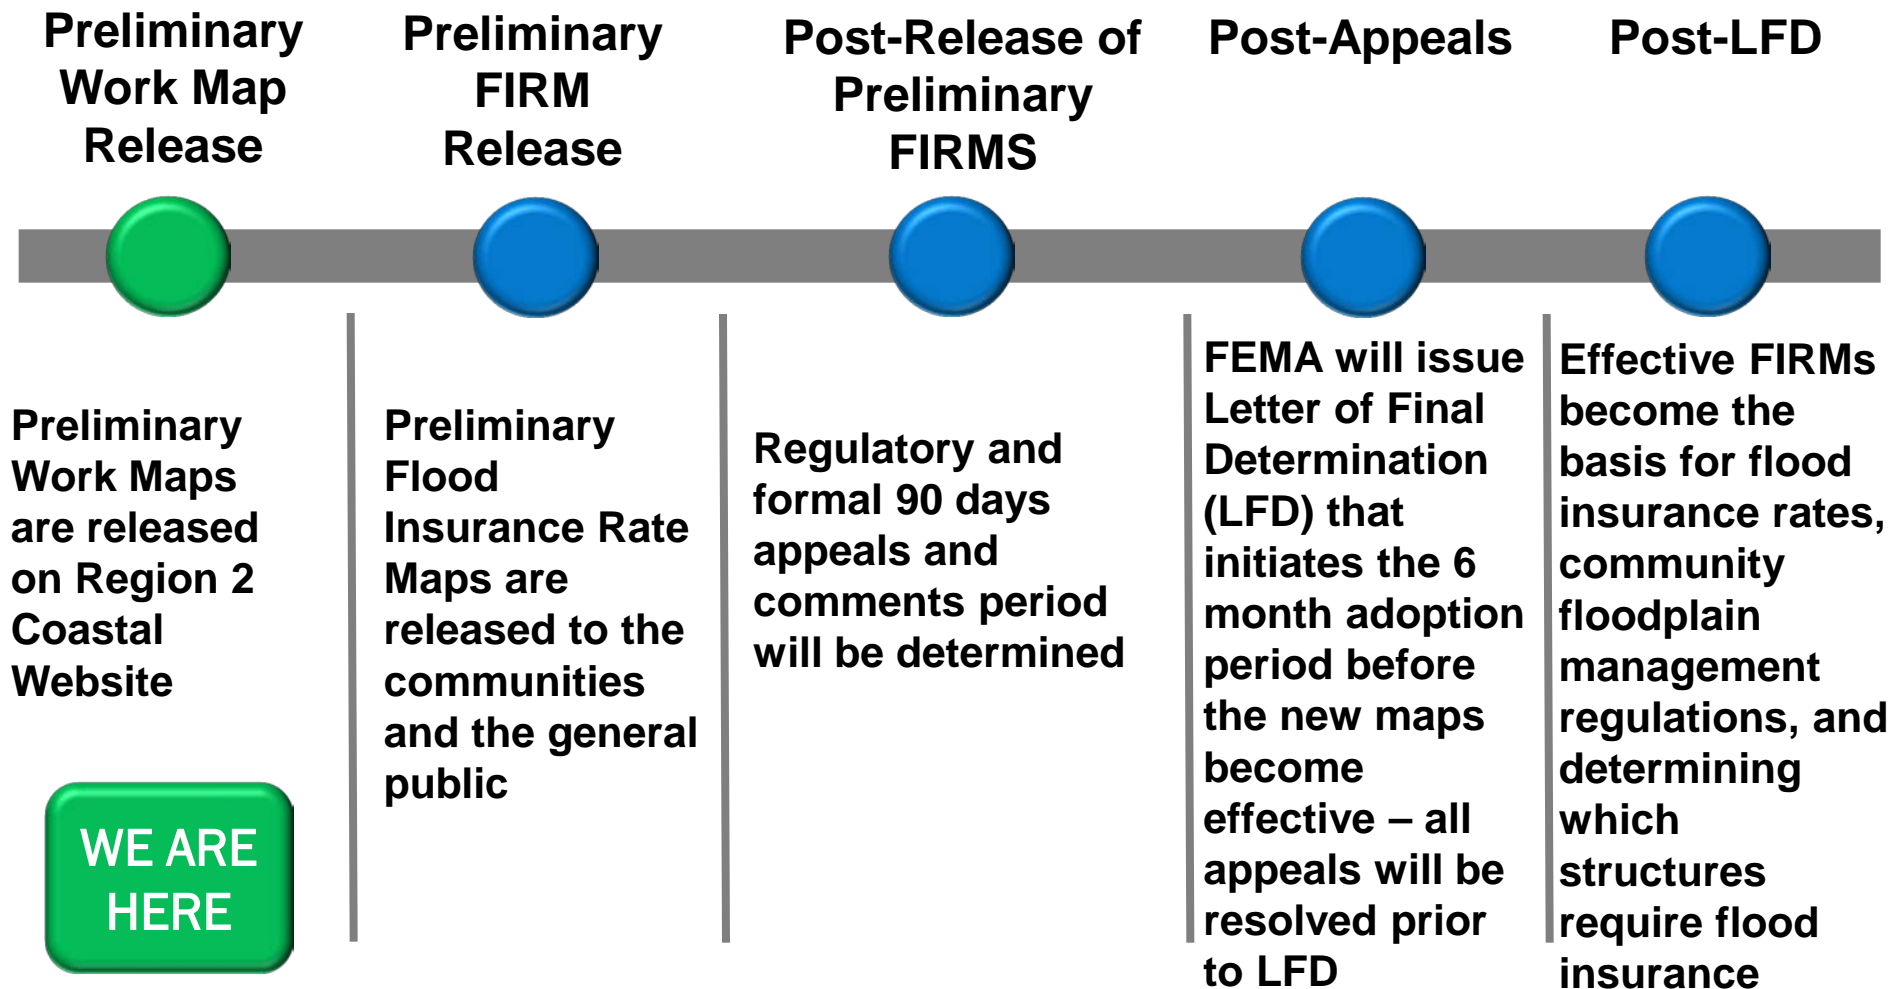 Preliminary
Work Map
Release
Preliminary
FIRM
Release
Post-Release of
Preliminary
FIRMS
Post-Appeals
Post-LFD
Preliminary
Work Maps
are released
on Region 2
Coastal
Website
WE ARE
HERE
Preliminary
Flood
Insurance Rate
Maps are
released to the
communities
and the general
public
Regulatory and
formal 90 days
appeals and
comments period
will be determined
FEMA will issue
Letter of Final
Determination
(LFD) that
initiates the 6
month adoption
period before
the new maps
become
effective – all
appeals will be
resolved prior
to LFD
Effective FIRMs
become the
basis for flood
insurance rates,
community
floodplain
management
regulations, and
determining
which
structures
require flood
insurance